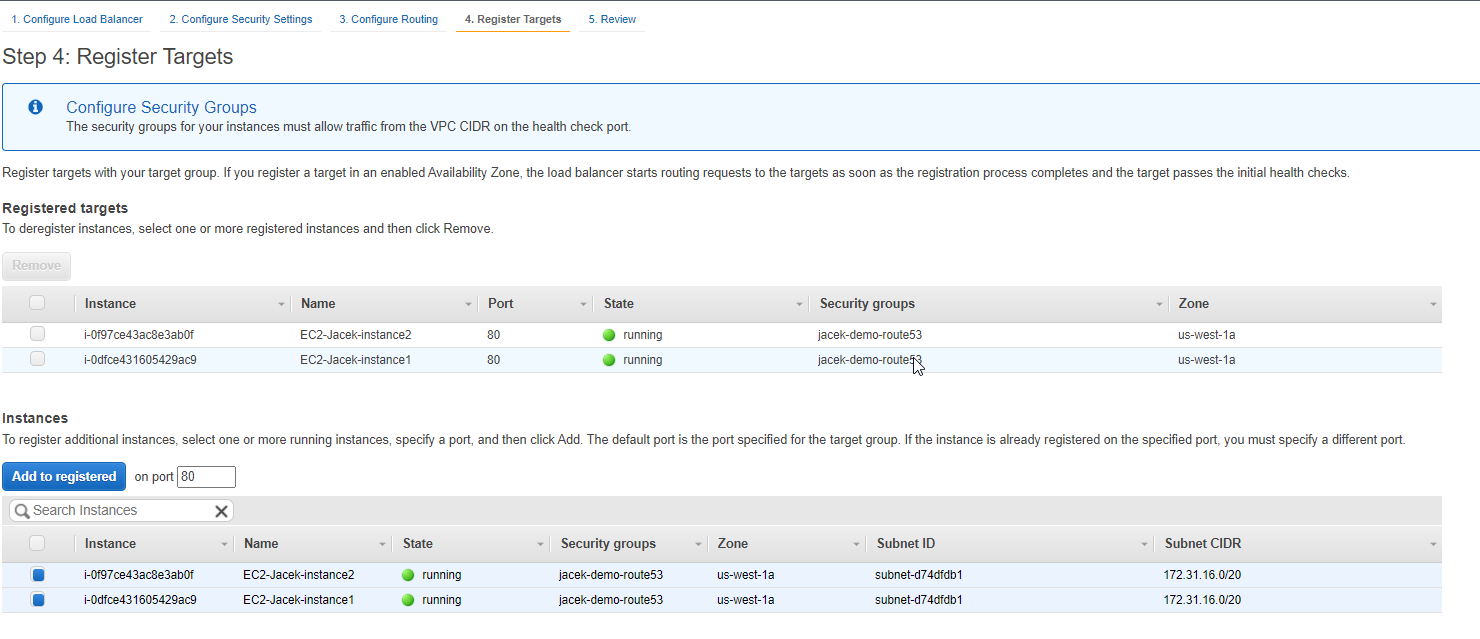 1. Configure Load Balancer 2. Configure Security Settings 3. Configure Routing 4. Register Targets 5. Review
Step 4: Register Targets
Configure Security Groups
The security groups for your instances must allow traffic from the VPC CIDR on the health check port.
Register targets with your target group. If you register a target in an enabled Availability Zone, the load balancer starts routing requests to the targets as soon as the registration process completes and the target passes the initial health checks.
Registered targets
To deregister instances, select one or more registered instances and then click Remove.
Remove
Instance Name Port State Security groups Zone
i-0f97ce43ac8e3ab0f EC2-Jacek-instance2 80 running jacek-demo-route53 us-west-1a
i-0dfce431605429ac9 EC2-Jacek-instance1 80 running jacek-demo-route53 us-west-1a
Instances
To register additional instances, select one or more running instances, specify a port, and then click Add. The default port is the port specified for the target group. If the instance is already registered on the specified port, you must specify a different port.
Add to registered on port 80
Search Instances
Instance Name State Security groups Zone Subnet ID Subnet CIDR
i-0f97ce43ac8e3ab0f EC2-Jacek-instance2 running jacek-demo-route53 us-west-1a subnet-d74dfdb1 172.31.16.0/20
i-0dfce431605429ac9 EC2-Jacek-instance1 running jacek-demo-route53 us-west-1a subnet-d74dfdb1 172.31.16.0/20